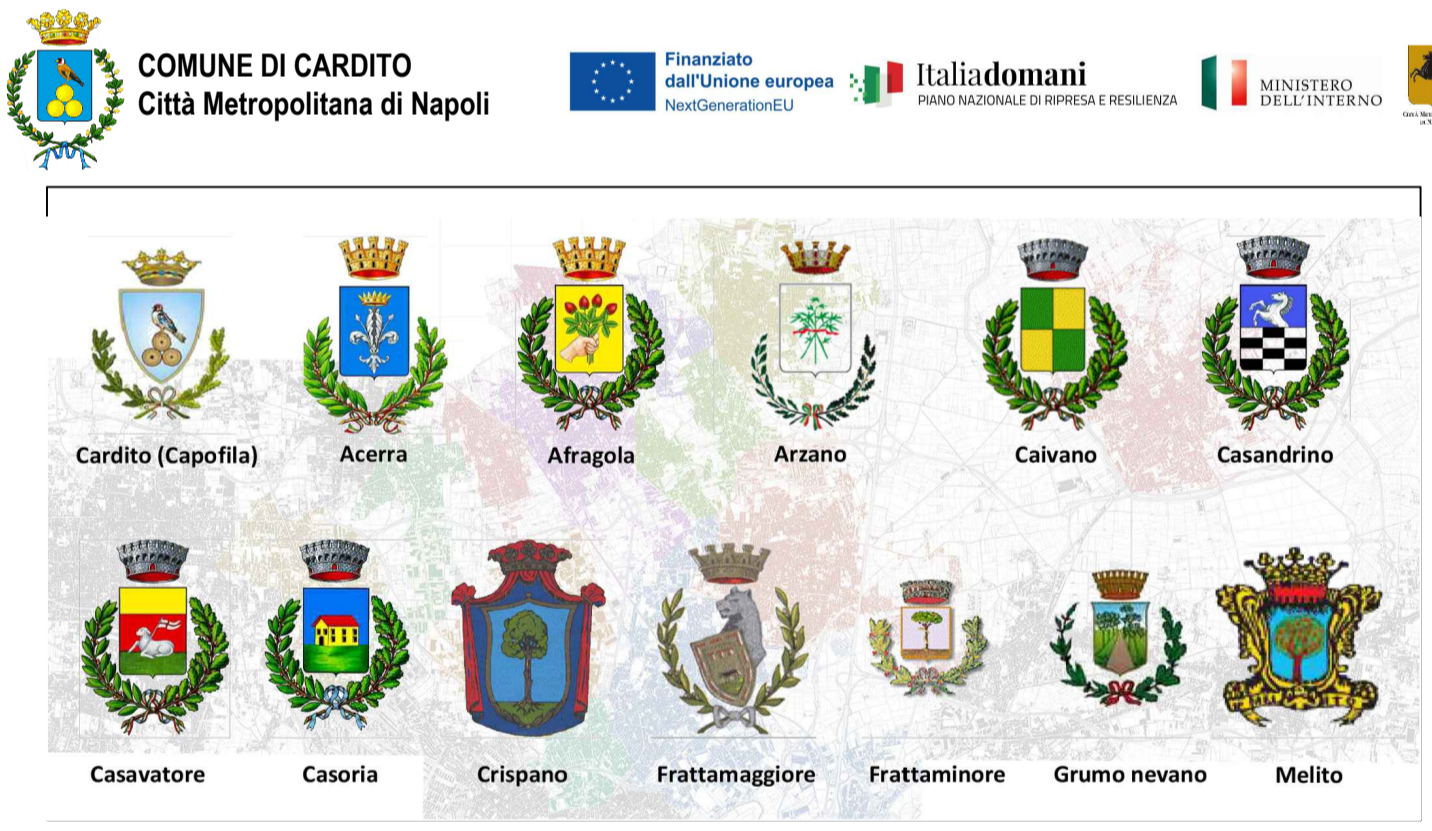 COMUNE DI CARDITO
Città Metropolitana di Napoli
Finanziato
dall'Unione europea
NextGenerationEU
Italiadomani
PIANO NAZIONALE DI RIPRESA E RESILIENZA
MINISTERO
DELL'INTERNO
Cardito (Capofila)
Acerra
Afragola
Arzano
Caivano
Casandrino
Casavatore
Casoria
Crispano
Frattamaggiore
Frattaminore
Grumo nevano
Melito